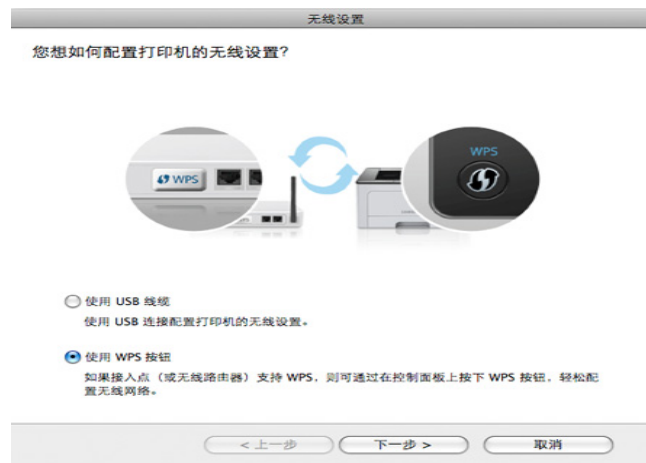 无线设置
您想如何配置打印机的无线设置?
WPS
WPS
使用 USB 线缆
使用 USB 连接配置打印机的无线设置。
使用 WPS 按钮
如果接入点（或无线路由器）支持 WPS，则可通过在控制面板上按下 WPS 按钮，轻松配
置无线网络。
< 上一步
下一步 >
取消